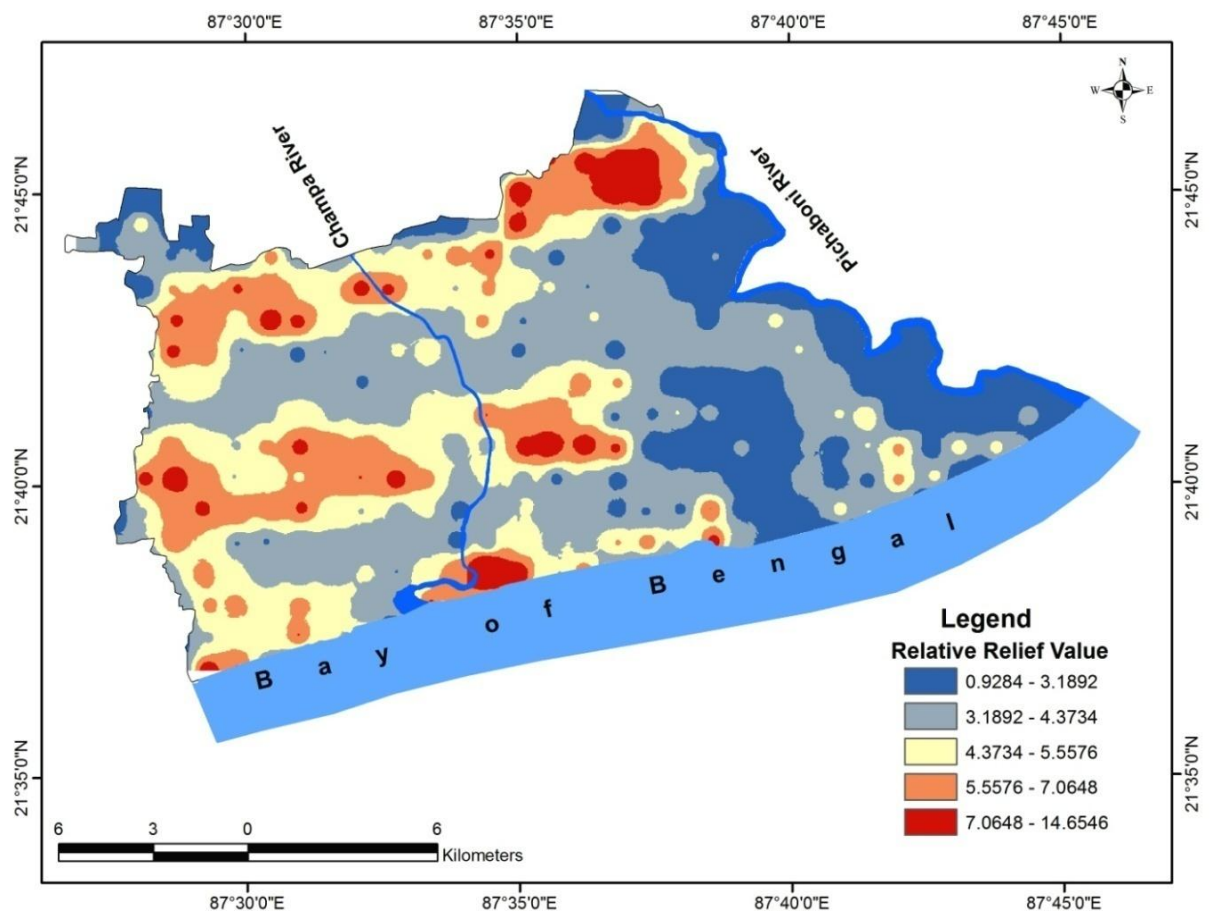 87°30'0"E 87°35'0"E 87°40'0"E 87°45'0"E
N
W E
S
21°45'0"N
21°45'0"N
Champa River
Pichaboni River
21°40'0"N
21°40'0"N
Bay of Bengal
Legend
Relative Relief Value
0.9284 - 3.1892
3.1892 - 4.3734
4.3734 - 5.5576
5.5576 - 7.0648
7.0648 - 14.6546
21°35'0"N
21°35'0"N
6 3 0 6
Kilometers
87°30'0"E 87°35'0"E 87°40'0"E 87°45'0"E